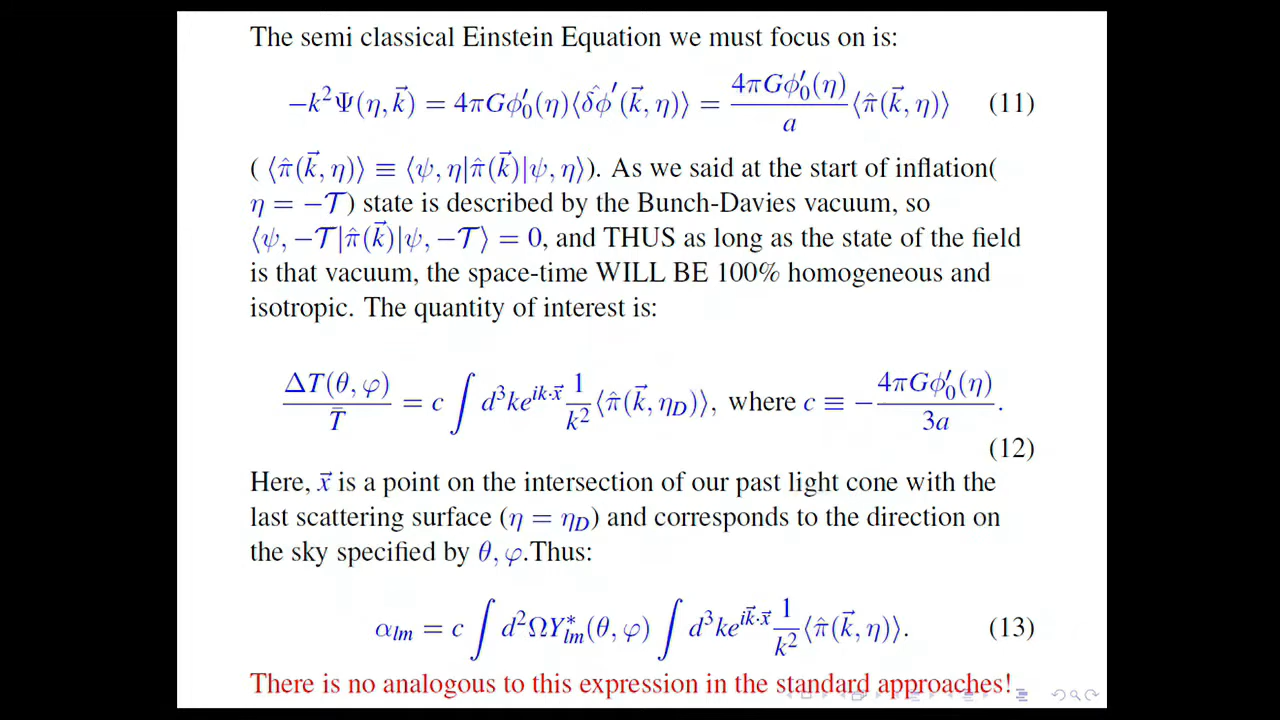 The semi classical Einstein Equation we must focus on is:
−k²Ψ(η, k⃗) = 4πGϕ′₀(η)⟨δϕ̂′(k⃗, η)⟩ = 4πGϕ′₀(η)/a ⟨π̂(k⃗, η)⟩ (11)
( ⟨π̂(k⃗, η)⟩ ≡ ⟨ψ, η|π̂(k⃗)|ψ, η⟩). As we said at the start of inflation(
η = −𝒯) state is described by the Bunch-Davies vacuum, so
⟨ψ, −𝒯|π̂(k⃗)|ψ, −𝒯⟩ = 0, and THUS as long as the state of the field
is that vacuum, the space-time WILL BE 100% homogeneous and
isotropic. The quantity of interest is:
ΔT(θ, φ)/T̄ = c ∫ d³ke^{ik·x⃗} 1/k² ⟨π̂(k⃗, η_D)⟩, where c ≡ −4πGϕ′₀(η)/3a.
(12)
Here, x⃗ is a point on the intersection of our past light cone with the
last scattering surface (η = η_D) and corresponds to the direction on
the sky specified by θ, φ.Thus:
α_{lm} = c ∫ d²ΩY*_{lm}(θ, φ) ∫ d³ke^{ik⃗·x⃗} 1/k² ⟨π̂(k⃗, η)⟩. (13)
There is no analogous to this expression in the standard approaches!